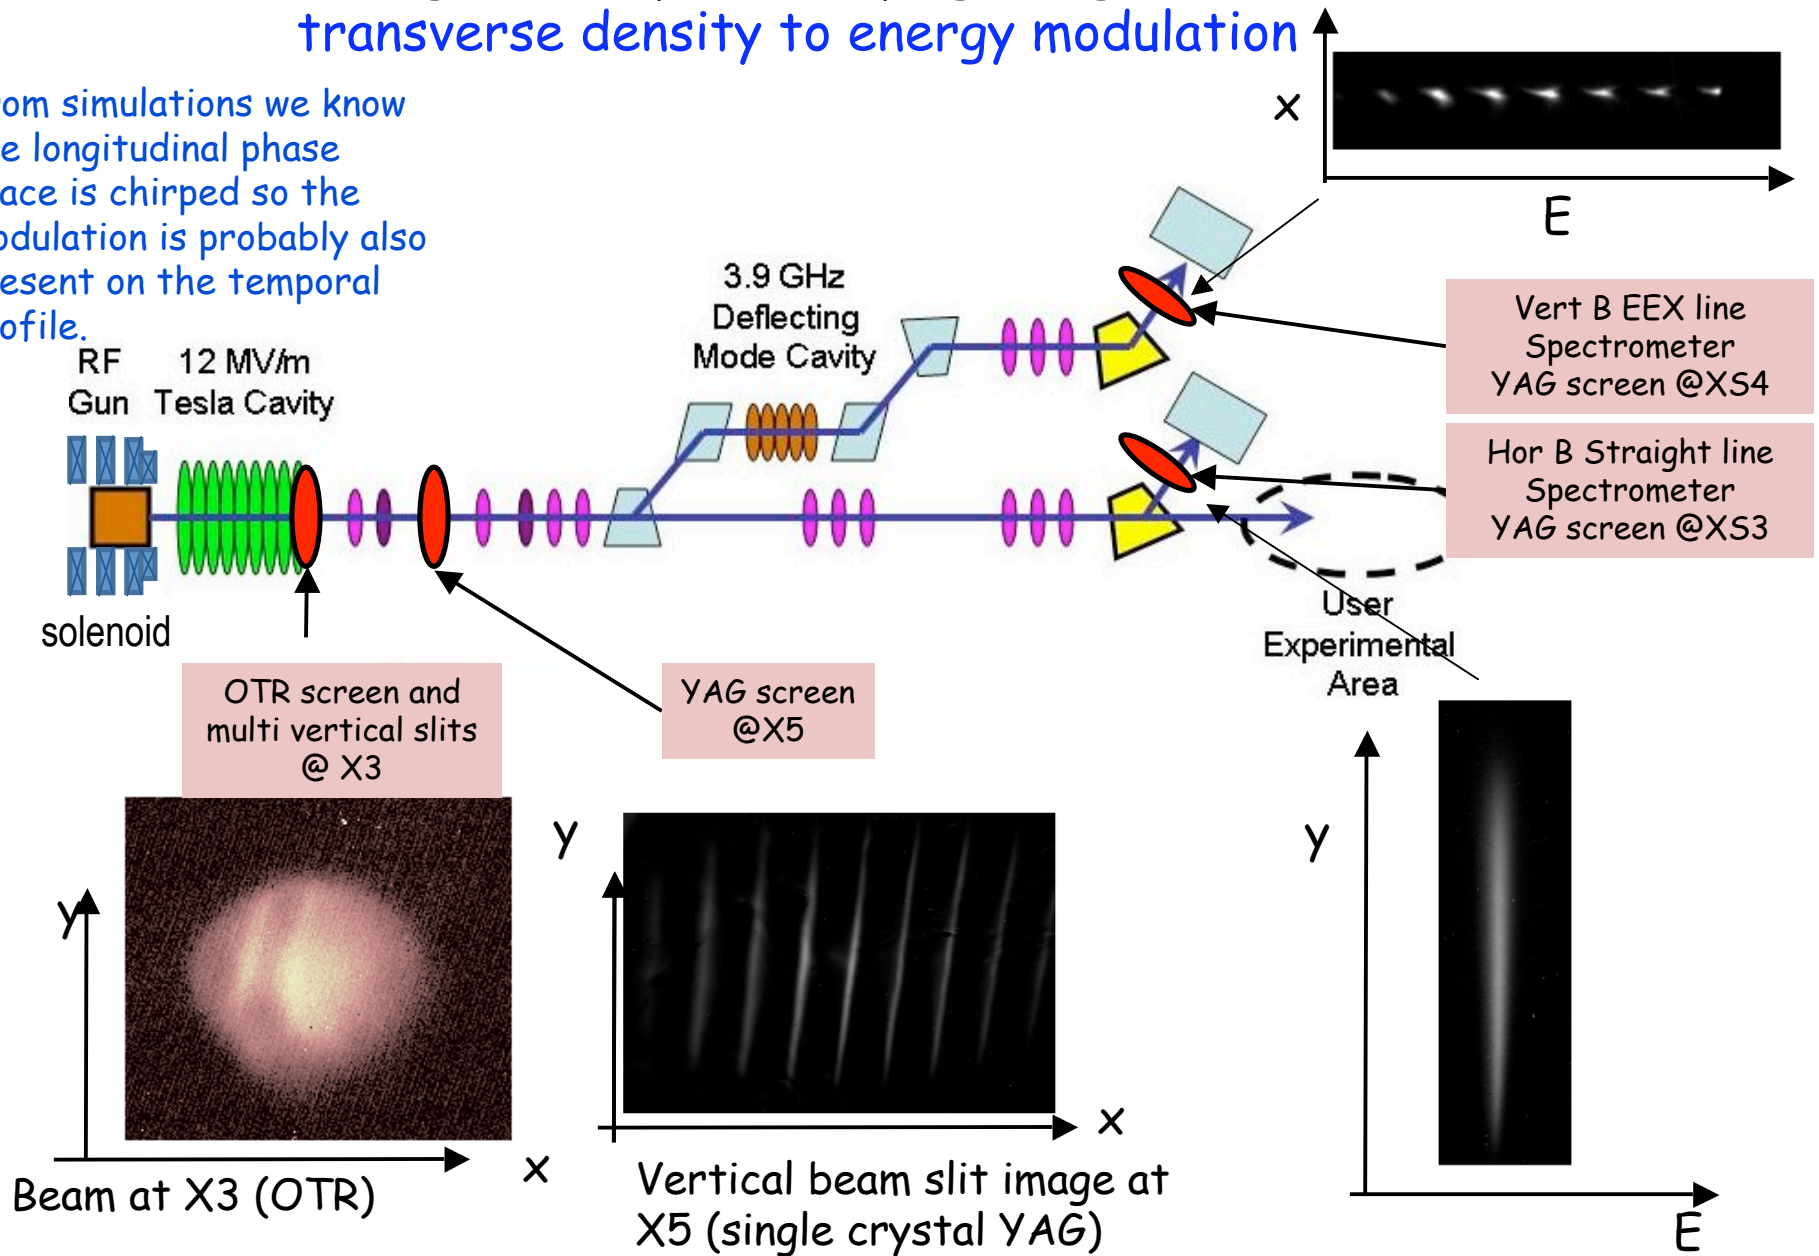 transverse density to energy modulation
om simulations we know
e longitudinal phase
ace is chirped so the
odulation is probably also
esent on the temporal
ofile.
x
E
3.9 GHz
Deflecting
Mode Cavity
Vert B EEX line
Spectrometer
YAG screen @XS4
RF
Gun
12 MV/m
Tesla Cavity
Hor B Straight line
Spectrometer
YAG screen @XS3
solenoid
User
Experimental
Area
OTR screen and
multi vertical slits
@ X3
YAG screen
@X5
y
x
Beam at X3 (OTR)
y
x
Vertical beam slit image at
X5 (single crystal YAG)
y
E